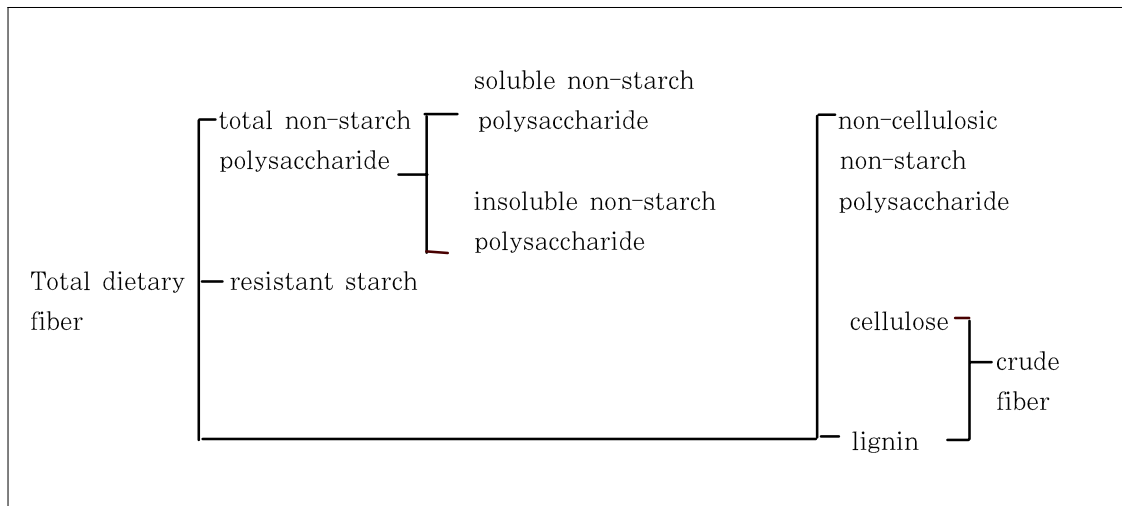 soluble non-starch
polysaccharide
total non-starch
polysaccharide
insoluble non-starch
polysaccharide
Total dietary
fiber
resistant starch
non-cellulosic
non-starch
polysaccharide
cellulose
crude
fiber
lignin